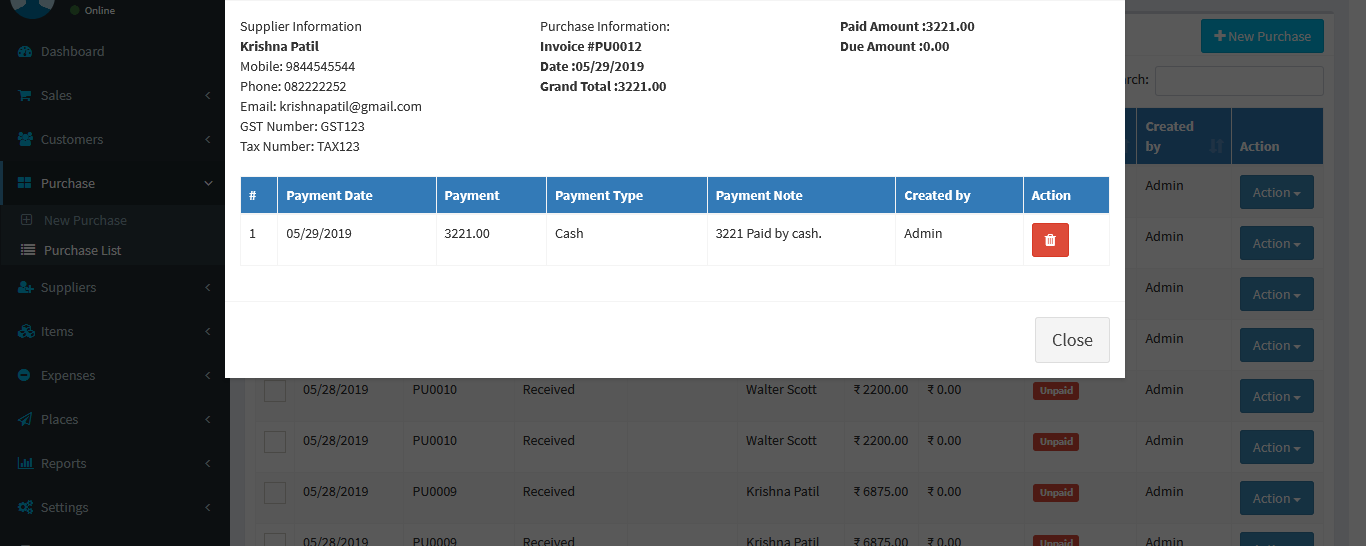 Online
Dashboard
Sales
Customers
Purchase
New Purchase
Purchase List
Suppliers
Items
Expenses
Places
Reports
Settings
Supplier Information
Krishna Patil
Mobile: 9844545544
Phone: 082222252
Email: krishnapatil@gmail.com
GST Number: GST123
Tax Number: TAX123
Purchase Information:
Invoice #PU0012
Date :05/29/2019
Grand Total :3221.00
Paid Amount :3221.00
Due Amount :0.00
# Payment Date Payment Payment Type Payment Note Created by Action
1 05/29/2019 3221.00 Cash 3221 Paid by cash. Admin
Close
New Purchase
rch:
Created by Action
Admin Action
Admin Action
Admin Action
Admin Action
05/28/2019 PU0010 Received Walter Scott ₹ 2200.00 ₹ 0.00 Unpaid Admin Action
05/28/2019 PU0010 Received Walter Scott ₹ 2200.00 ₹ 0.00 Unpaid Admin Action
05/28/2019 PU0009 Received Krishna Patil ₹ 6875.00 ₹ 0.00 Unpaid Admin Action
05/28/2019 PU0009 Received Krishna Patil ₹ 6875.00 ₹ 0.00 Unpaid Admin Action